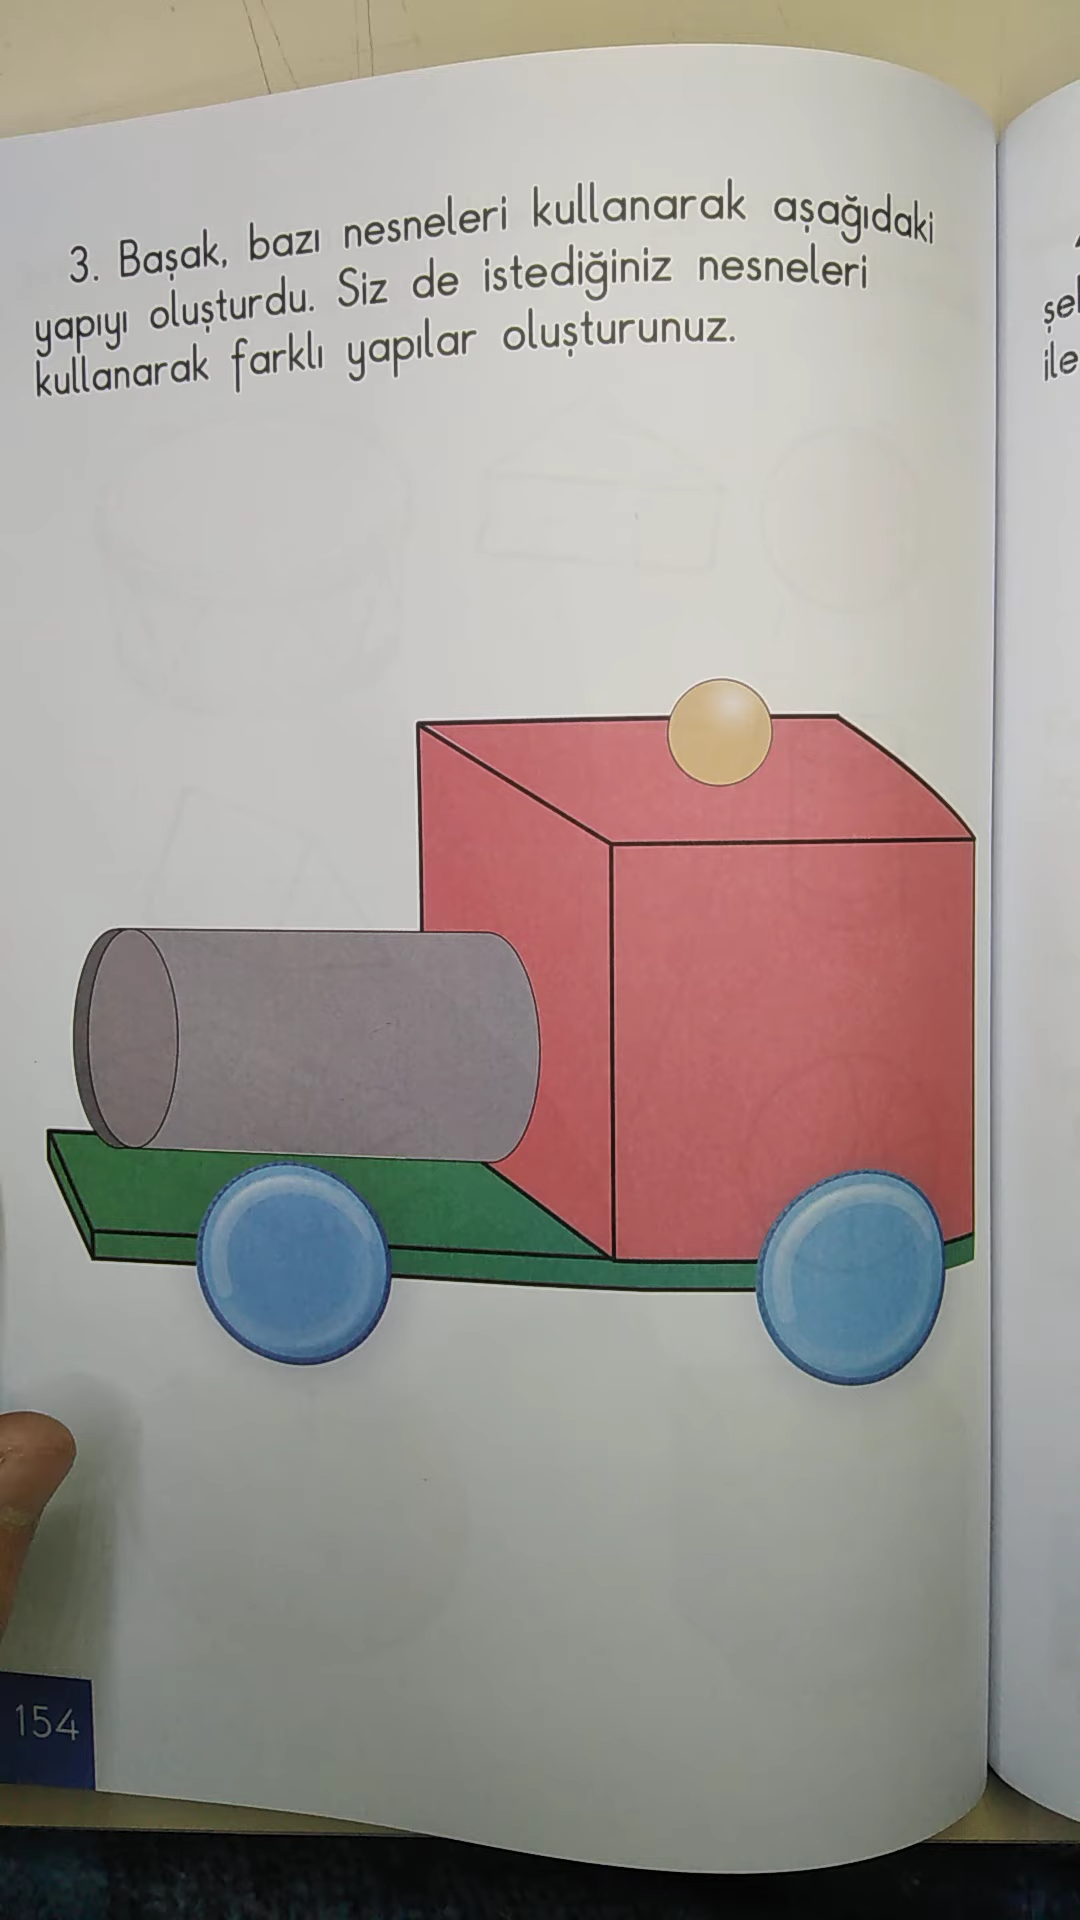 3. Başak, bazı nesneleri kullanarak aşağıdaki
yapıyı oluşturdu. Siz de istediğiniz nesneleri
kullanarak farklı yapılar oluşturunuz.
154